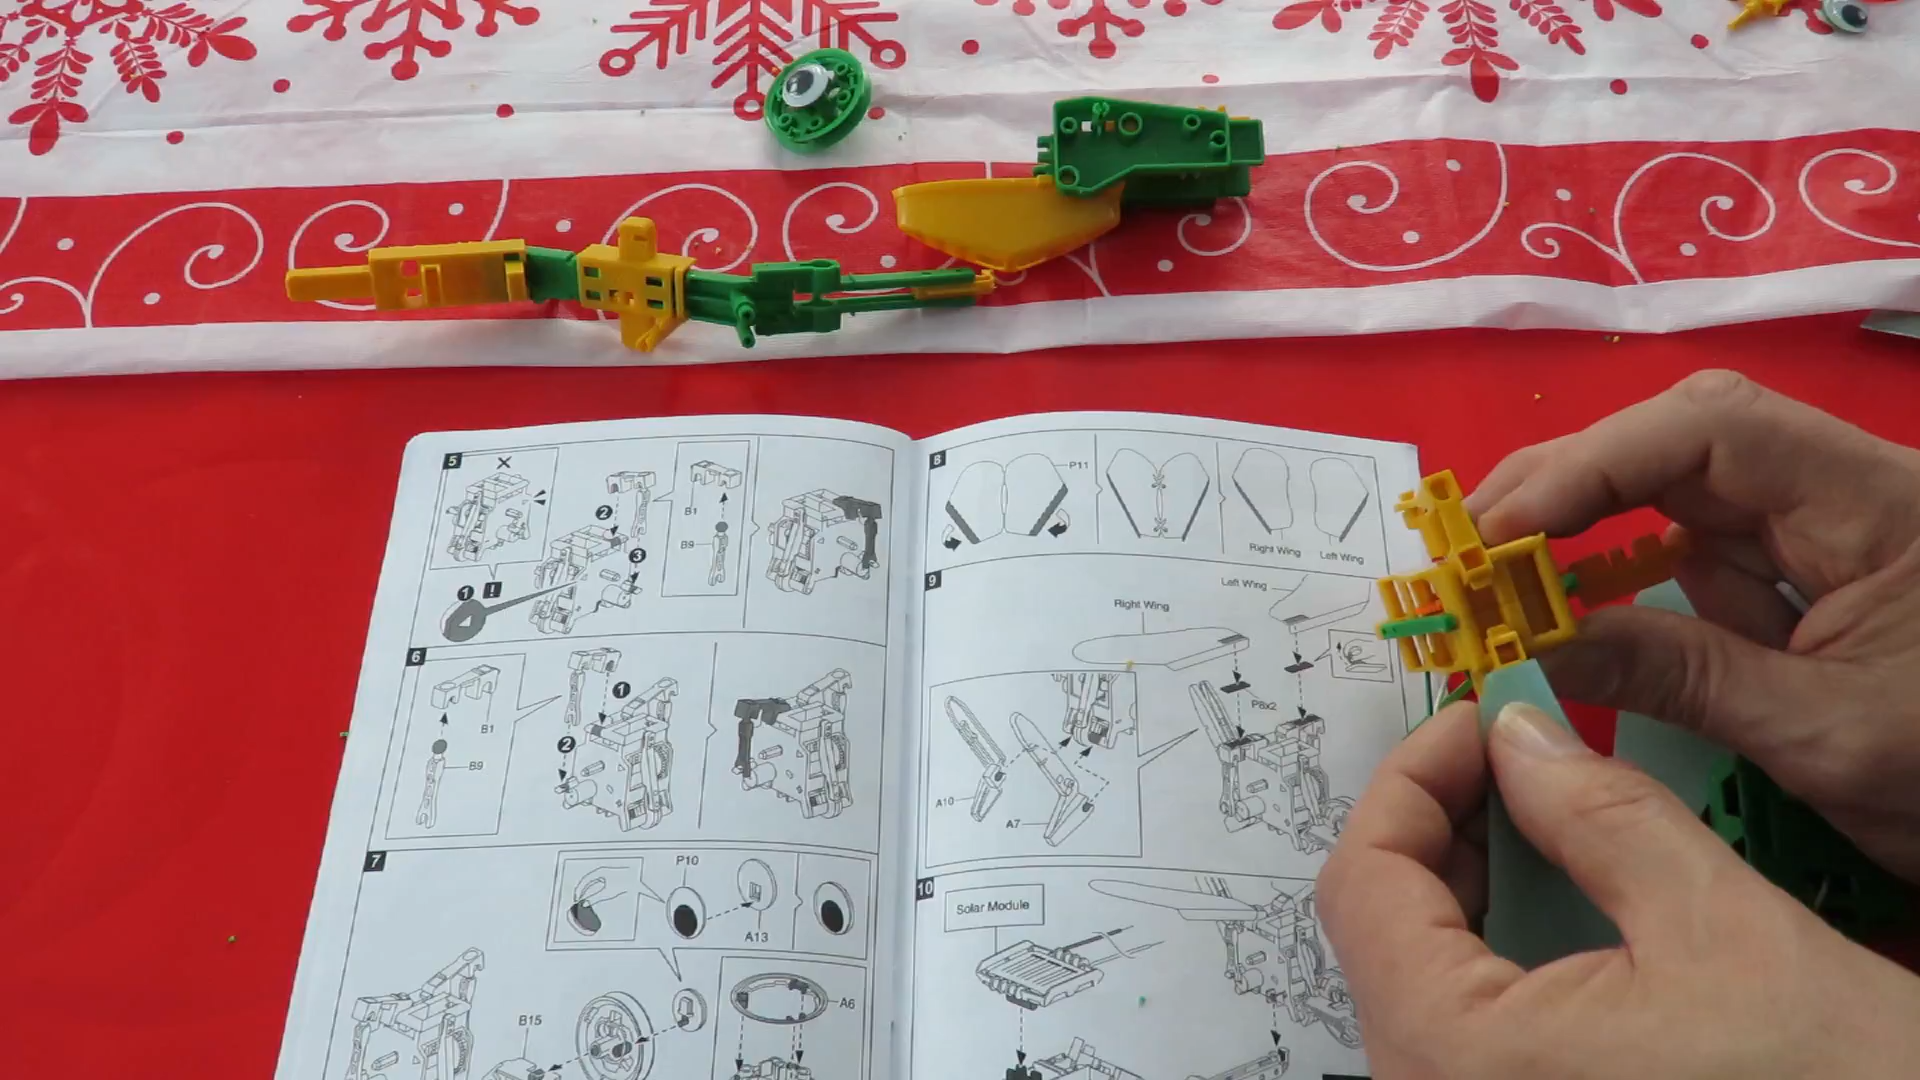 5
2
B1
B9
3
1 !
6
1
B1
2
B9
7
P10
A13
A6
B15
8
P11
Right Wing
Left Wing
9
Left Wing
Right Wing
P8x2
A10
A7
10
Solar Module